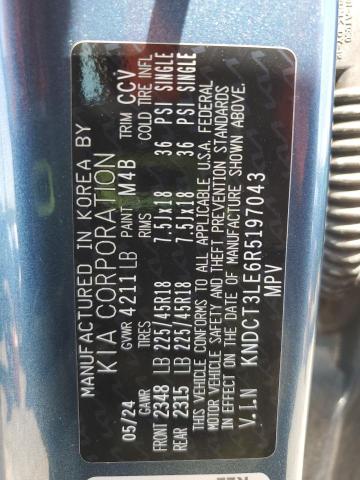 MANUFACTURED IN KOREA BY
KIA CORPORATION
05/24 GVWR 4211LB PAINT M4B TRIM CCV
GAWR TIRES RIMS COLD TIRE INFL
FRONT 2348 LB 225/45R18 7.5JX18 36 PSI SINGLE
REAR 2315 LB 225/45R18 7.5JX18 36 PSI SINGLE
THIS VEHICLE CONFORMS TO ALL APPLICABLE U.S.A. FEDERAL
MOTOR VEHICLE SAFETY AND THEFT PREVENTION STANDARDS
IN EFFECT ON THE DATE OF MANUFACTURE SHOWN ABOVE.
V.I.N KNDCT3LE6R5197043
MPV